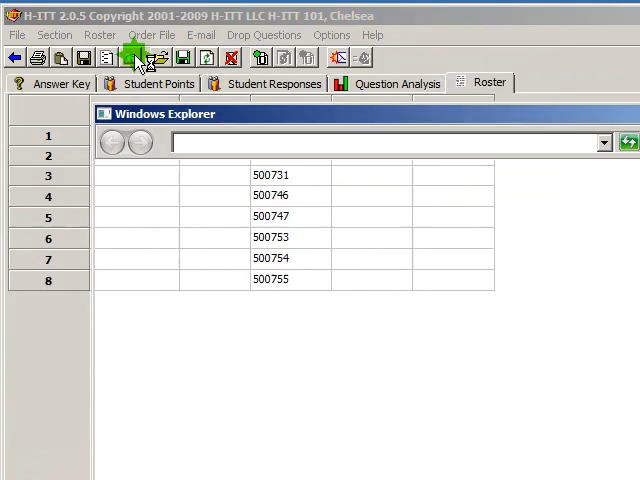 H-ITT 2.0.5 Copyright 2001-2009 H-ITT LLC H-ITT 101, Chelsea
File Section Roster Order File E-mail Drop Questions Options Help
Answer Key Student Points Student Responses Question Analysis Roster
Windows Explorer
1
2
3 500731
4 500746
5 500747
6 500753
7 500754
8 500755